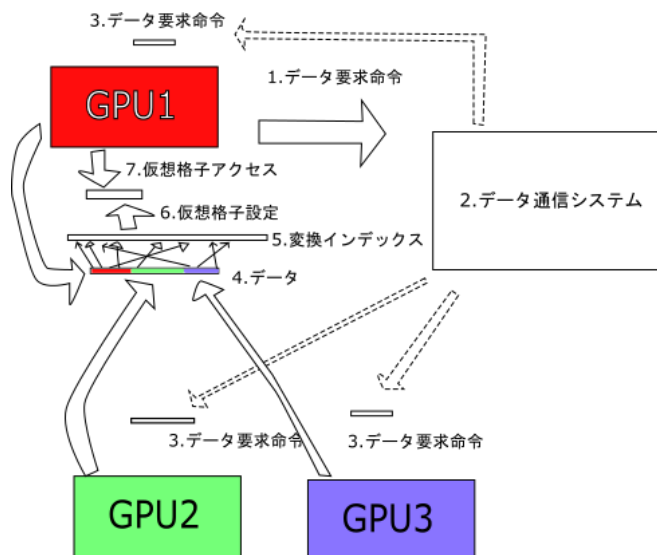 3.データ要求命令
1.データ要求命令
GPU1
7.仮想格子アクセス
2.データ通信システム
6.仮想格子設定
5.変換インデックス
4.データ
3.データ要求命令
3.データ要求命令
GPU2
GPU3